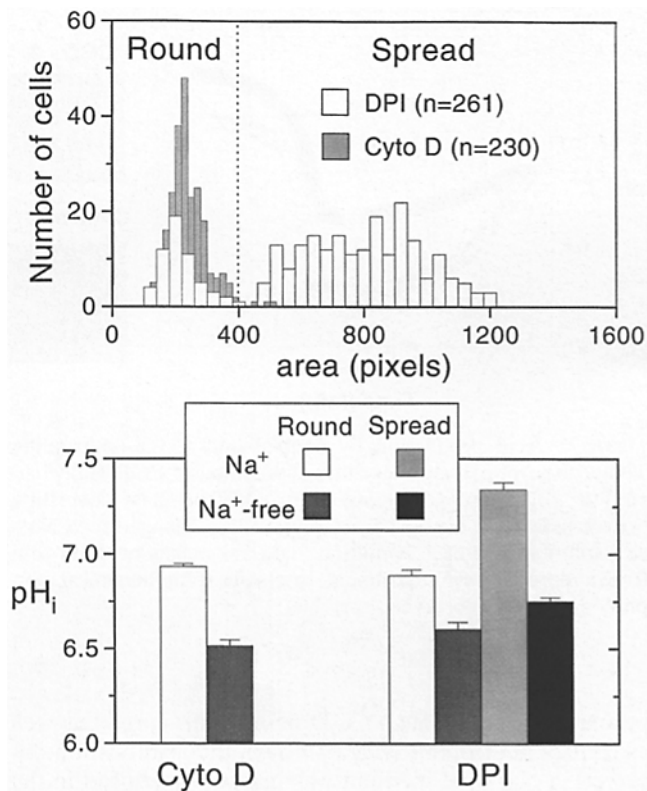 60
Round
Spread
DPI (n=261)
Cyto D (n=230)
40
20
0
Number of cells
0 400 800 1200 1600
area (pixels)
Round Spread
Na⁺
Na⁺-free
7.5
7.0
6.5
6.0
pHi
Cyto D
DPI